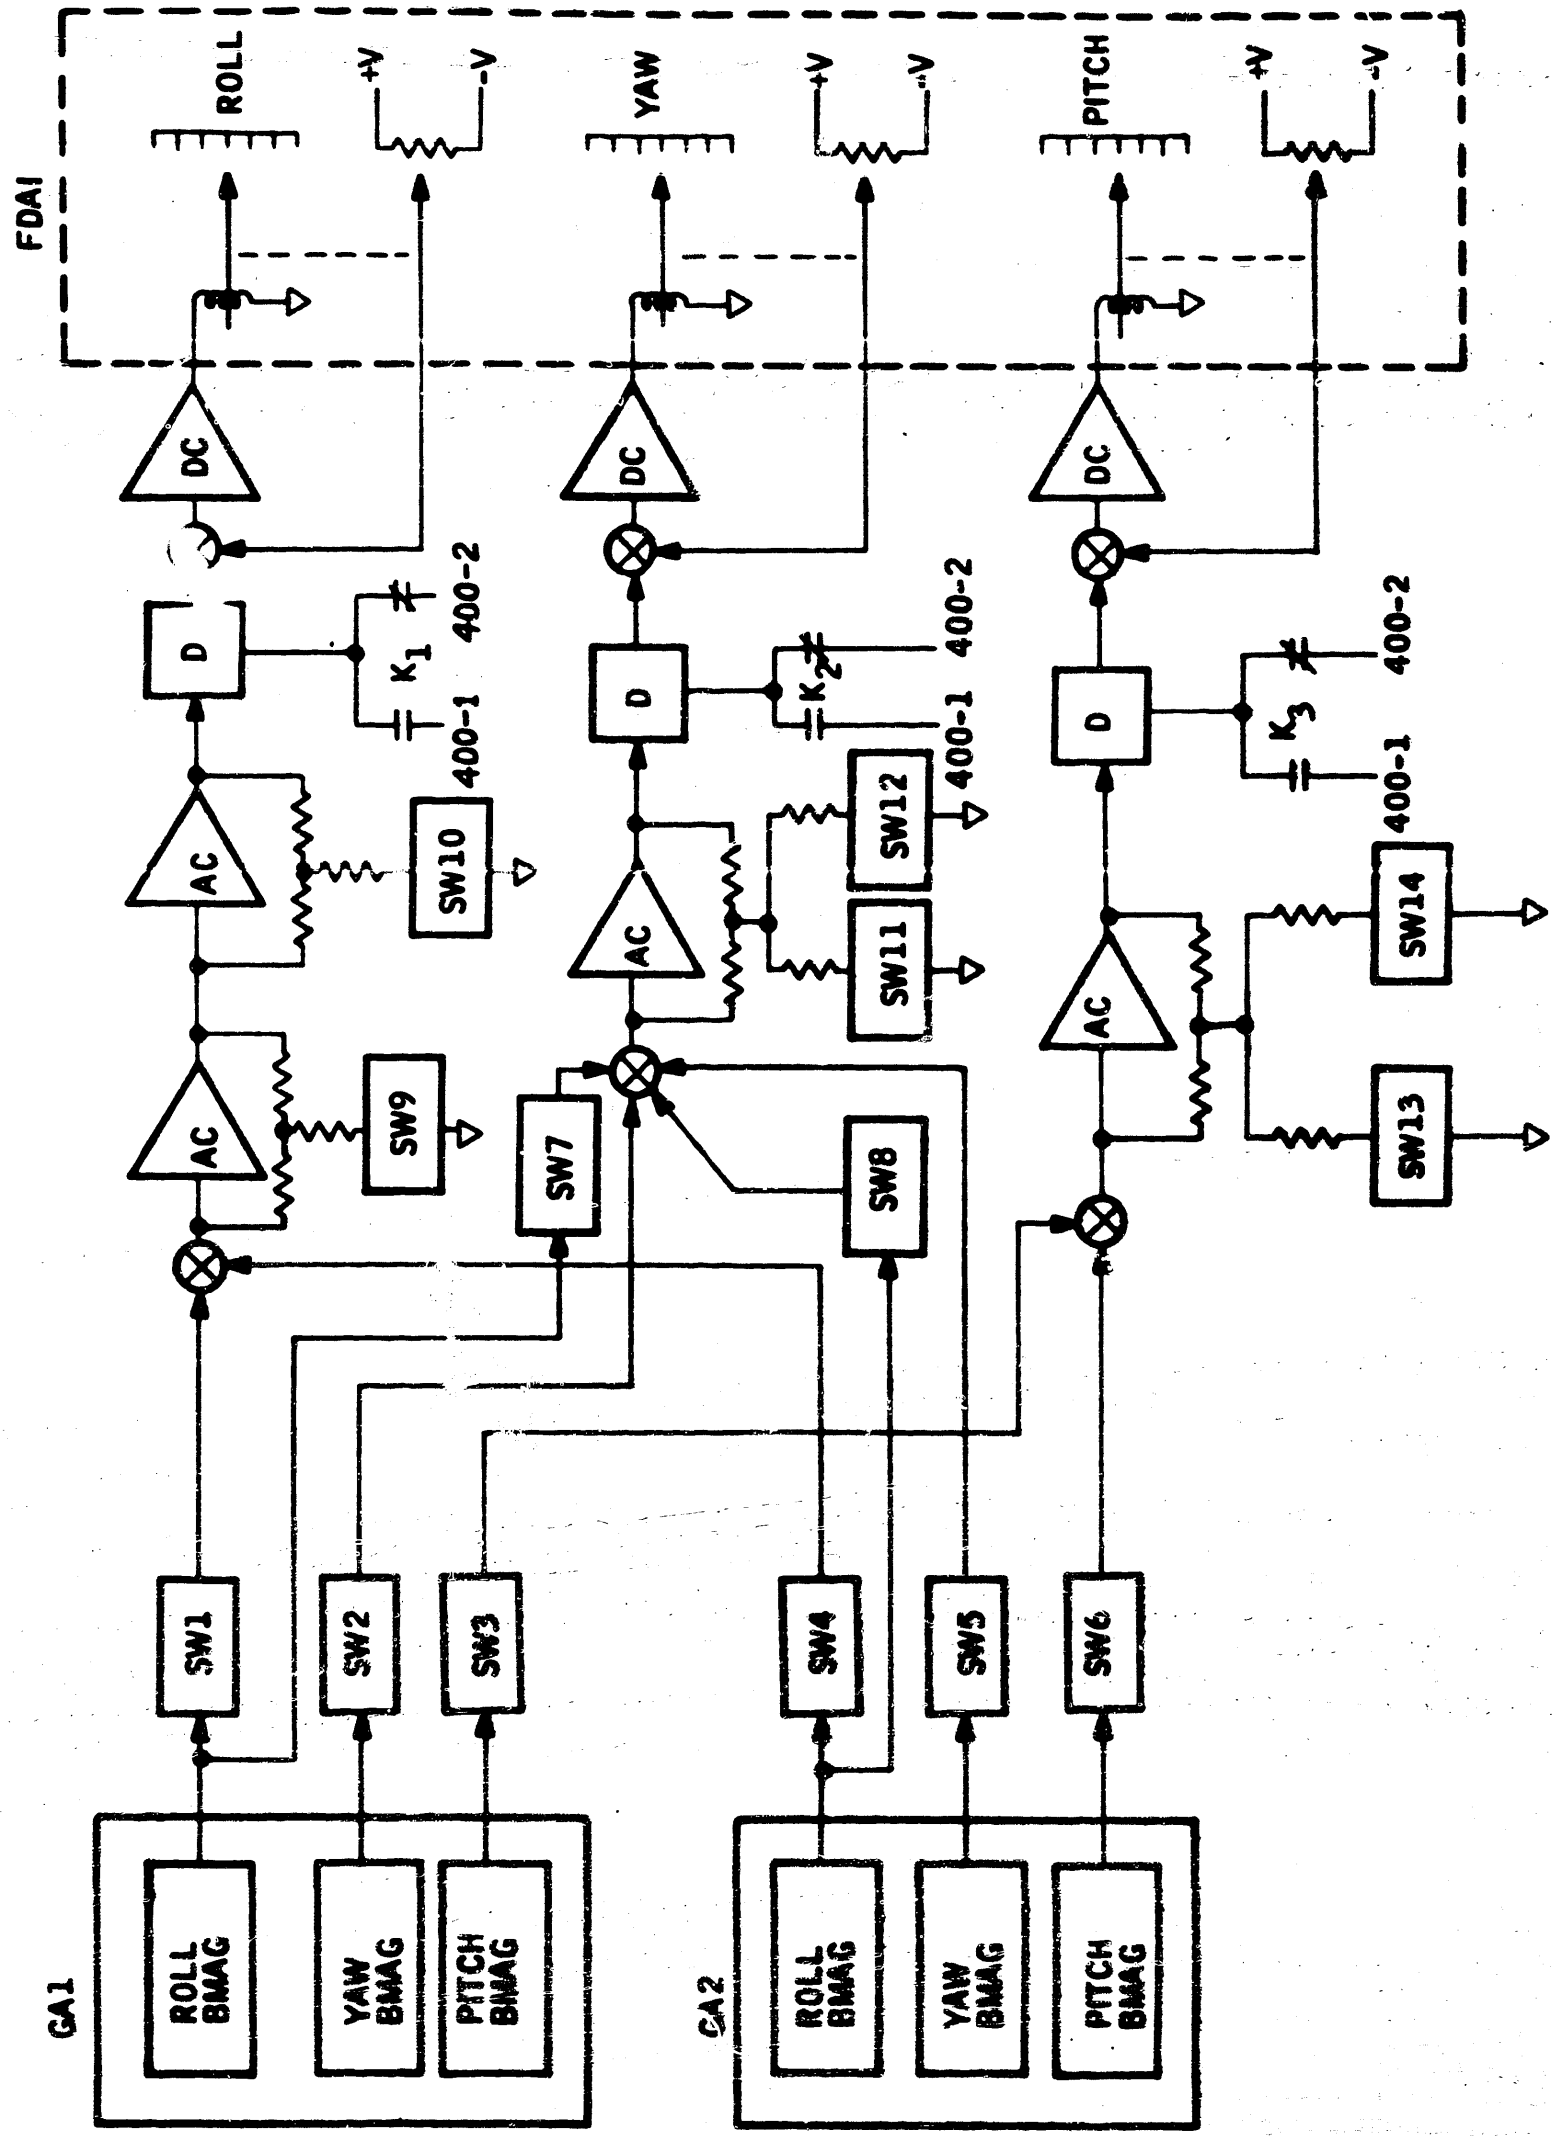 GA1
ROLL
BMAG
YAW
BMAG
PITCH
BMAG
GA2
ROLL
BMAG
YAW
BMAG
PITCH
BMAG
SW1
SW2
SW3
SW4
SW5
SW6
SW7
SW8
AC
SW9
AC
SW10
AC
SW11
SW12
AC
SW13
SW14
D
K1
400-1
400-2
D
K2
400-1
400-2
D
K3
400-1
400-2
DC
DC
DC
FDAI
ROLL
+V
-V
YAW
+V
-V
PITCH
+V
-V